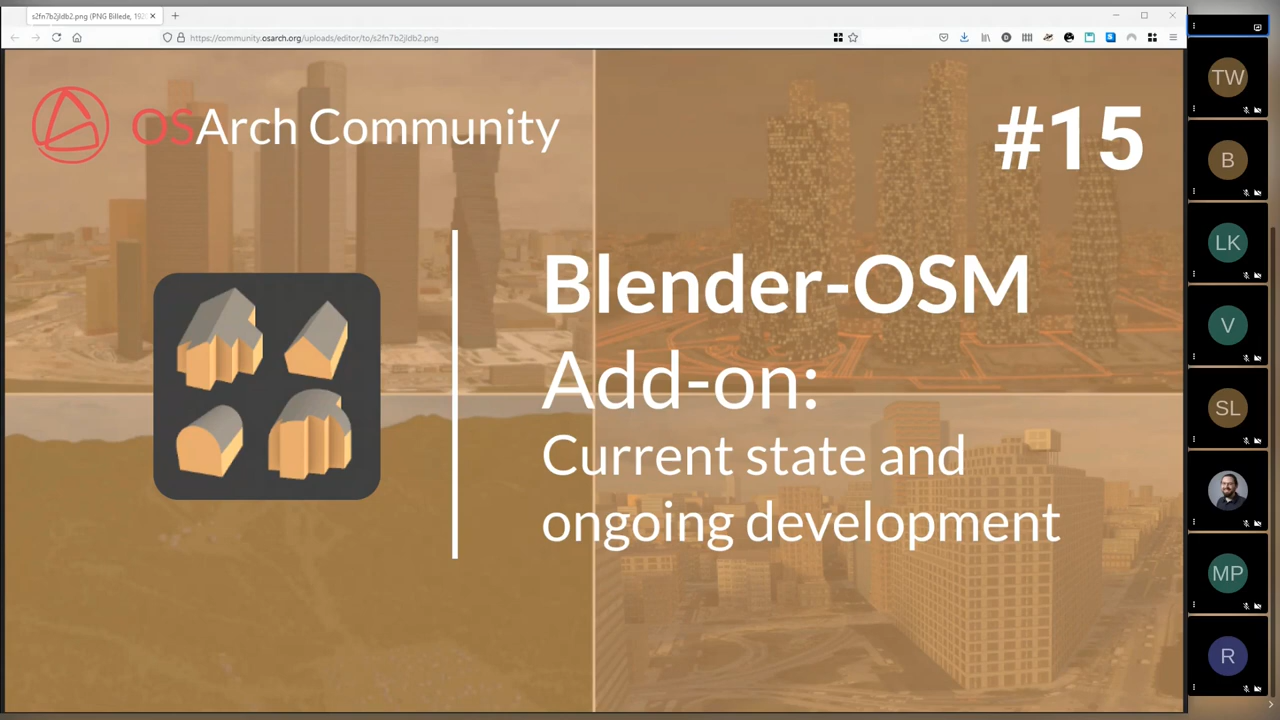 s2fn7b2jldb2.png (PNG Billede, 192
https://community.osarch.org/uploads/editor/to/s2fn7b2jldb2.png
OSArch Community
#15
Blender-OSM
Add-on:
Current state and
ongoing development
TW
B
LK
V
SL
MP
R